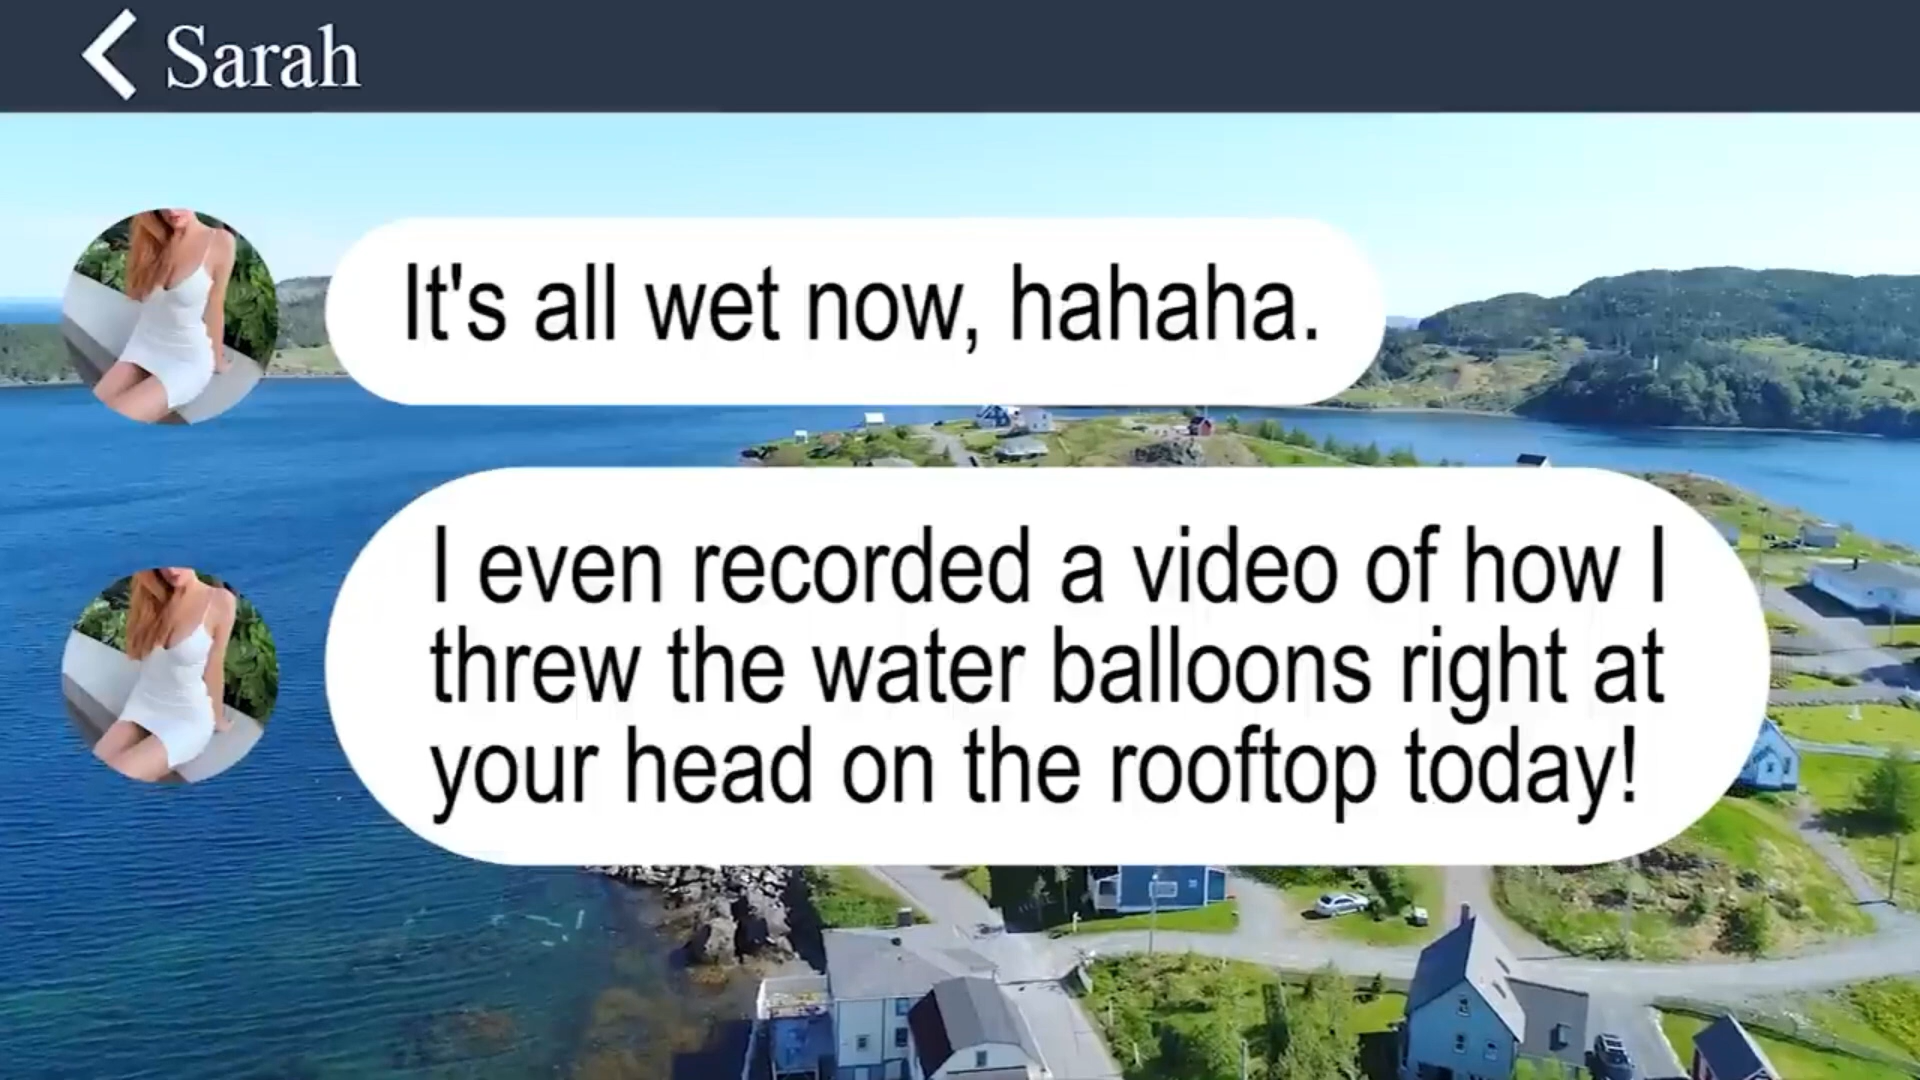 Sarah
It's all wet now, hahaha.
I even recorded a video of how I
threw the water balloons right at
your head on the rooftop today!